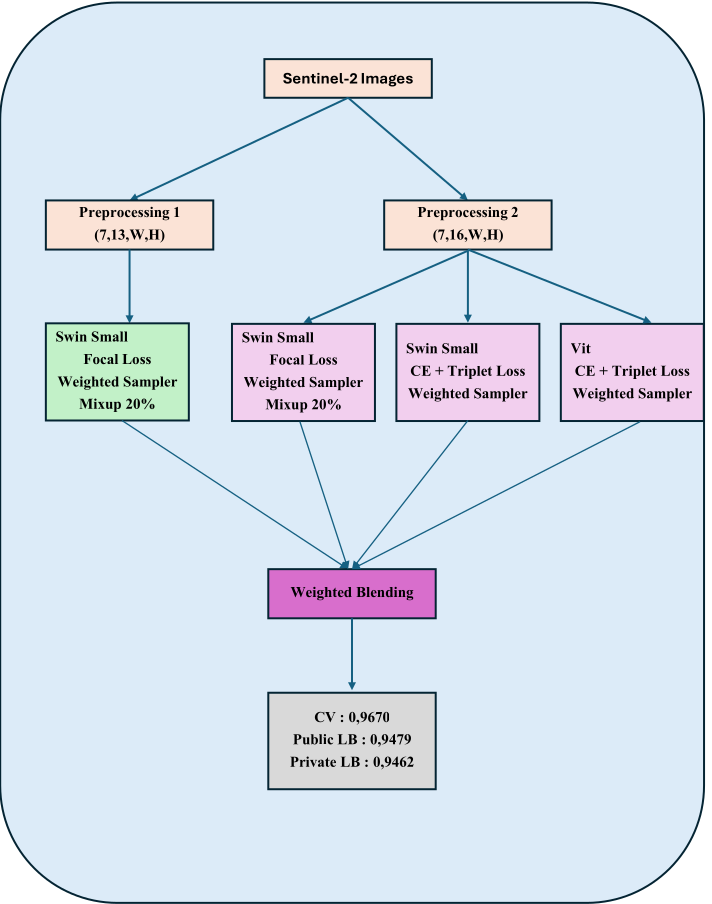 Sentinel-2 Images
Preprocessing 1
(7,13,W,H)
Preprocessing 2
(7,16,W,H)
Swin Small
Focal Loss
Weighted Sampler
Mixup 20%
Swin Small
Focal Loss
Weighted Sampler
Mixup 20%
Swin Small
CE + Triplet Loss
Weighted Sampler
Vit
CE + Triplet Loss
Weighted Sampler
Weighted Blending
CV : 0,9670
Public LB : 0,9479
Private LB : 0,9462